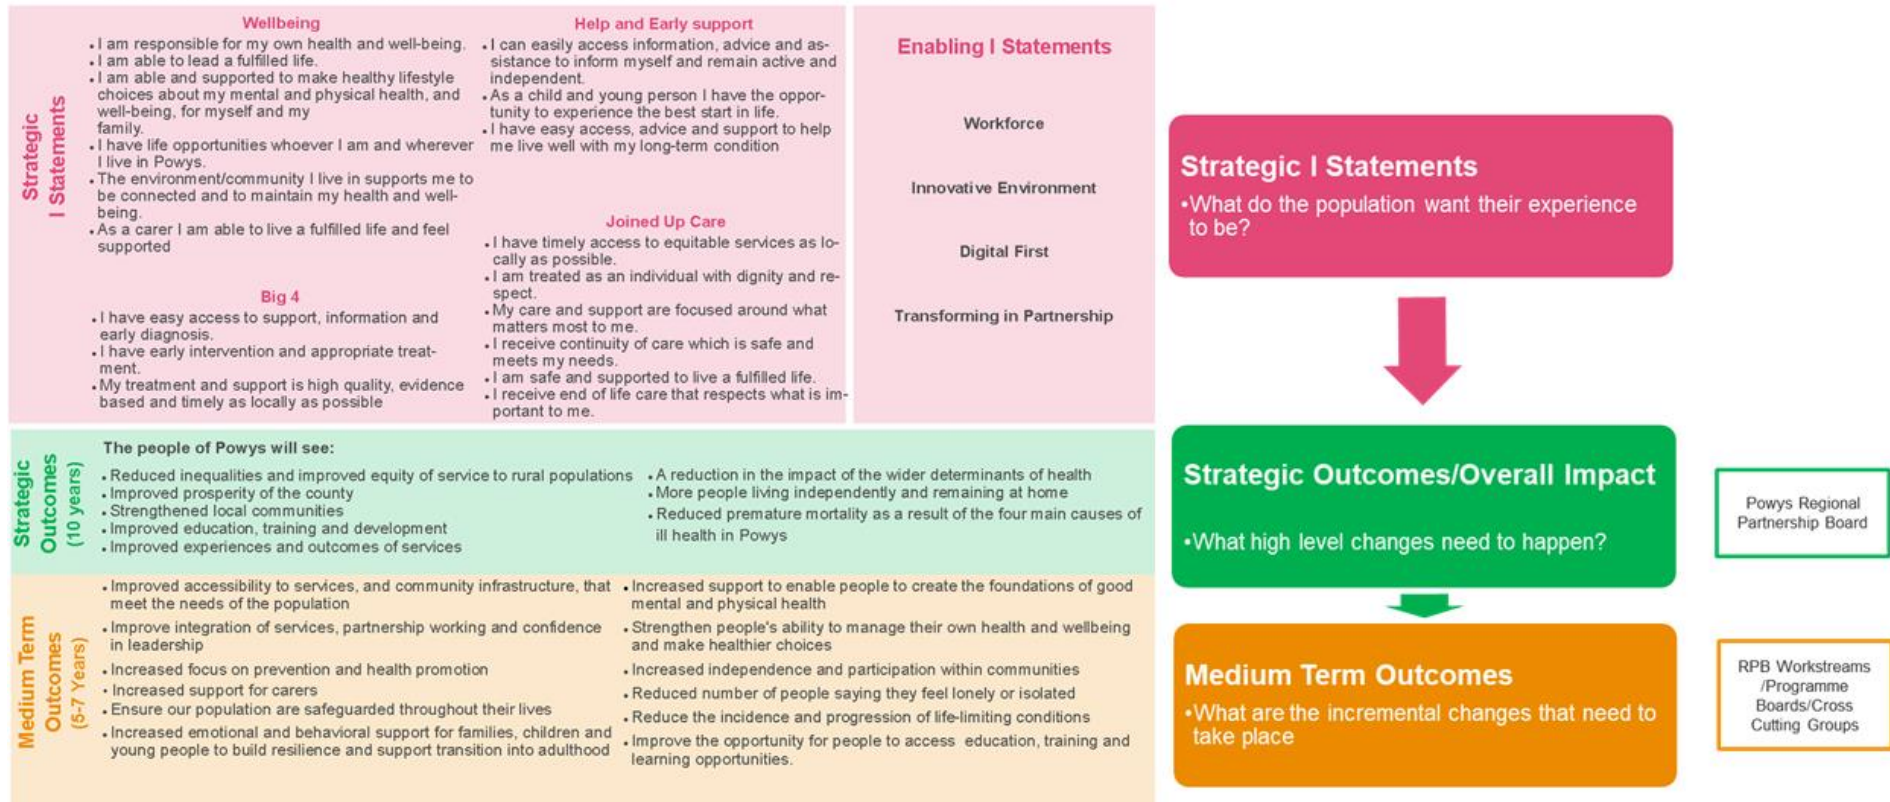 Strategic
I Statements
Wellbeing
• I am responsible for my own health and well-being.
• I am able to lead a fulfilled life.
• I am able and supported to make healthy lifestyle
choices about my mental and physical health, and
well-being, for myself and my
family.
• I have life opportunities whoever I am and wherever
I live in Powys.
• The environment/community I live in supports me to
be connected and to maintain my health and well-
being.
• As a carer I am able to live a fulfilled life and feel
supported
Big 4
• I have easy access to support, information and
early diagnosis.
• I have early intervention and appropriate treat-
ment.
• My treatment and support is high quality, evidence
based and timely as locally as possible
Help and Early support
• I can easily access information, advice and as-
sistance to inform myself and remain active and
independent.
• As a child and young person I have the oppor-
tunity to experience the best start in life.
• I have easy access, advice and support to help
me live well with my long-term condition
Joined Up Care
• I have timely access to equitable services as lo-
cally as possible.
• I am treated as an individual with dignity and re-
spect.
• My care and support are focused around what
matters most to me.
• I receive continuity of care which is safe and
meets my needs.
• I am safe and supported to live a fulfilled life.
• I receive end of life care that respects what is im-
portant to me.
Enabling I Statements
Workforce
Innovative Environment
Digital First
Transforming in Partnership
Strategic
Outcomes
(10 years)
The people of Powys will see:
• Reduced inequalities and improved equity of service to rural populations
• Improved prosperity of the county
• Strengthened local communities
• Improved education, training and development
• Improved experiences and outcomes of services
• A reduction in the impact of the wider determinants of health
• More people living independently and remaining at home
• Reduced premature mortality as a result of the four main causes of
ill health in Powys
Medium Term
Outcomes
(5-7 Years)
• Improved accessibility to services, and community infrastructure, that
meet the needs of the population
• Improve integration of services, partnership working and confidence
in leadership
• Increased focus on prevention and health promotion
• Increased support for carers
• Ensure our population are safeguarded throughout their lives
• Increased emotional and behavioral support for families, children and
young people to build resilience and support transition into adulthood
• Increased support to enable people to create the foundations of good
mental and physical health
• Strengthen people's ability to manage their own health and wellbeing
and make healthier choices
• Increased independence and participation within communities
• Reduced number of people saying they feel lonely or isolated
• Reduce the incidence and progression of life-limiting conditions
• Improve the opportunity for people to access education, training and
learning opportunities.
Strategic I Statements
•What do the population want their experience
to be?
Strategic Outcomes/Overall Impact
•What high level changes need to happen?
Powys Regional
Partnership Board
Medium Term Outcomes
•What are the incremental changes that need to
take place
RPB Workstreams
/Programme
Boards/Cross
Cutting Groups